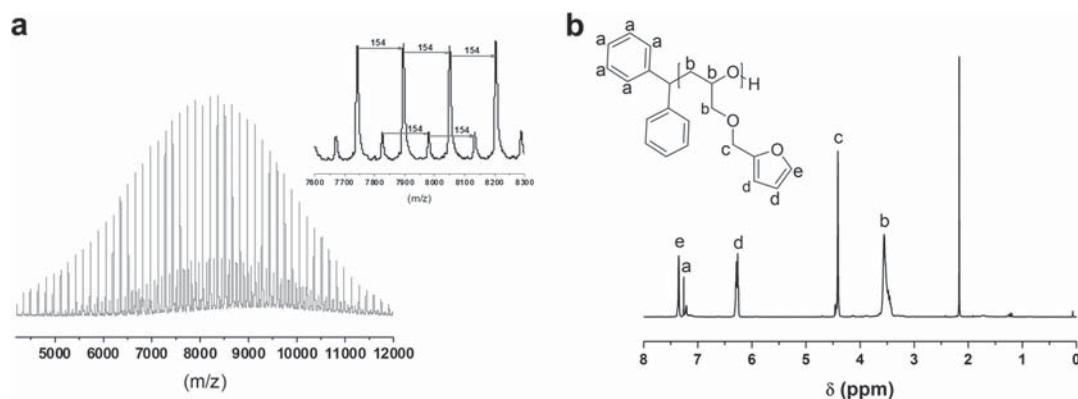 a
154
154
154
154
154
7600 7700 7800 7900 8000 8100 8200 8300
(m/z)
5000 6000 7000 8000 9000 10000 11000 12000
(m/z)
b
a
a
a
a
a
b
b
O
H
b
O
c
O
e
d
d
c
b
e
d
a
8 7 6 5 4 3 2 1 0
δ (ppm)